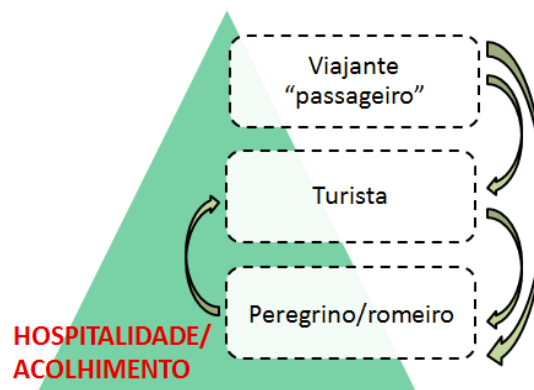 Viajante
“passageiro”
Turista
Peregrino/romeiro
HOSPITALIDADE/
ACOLHIMENTO